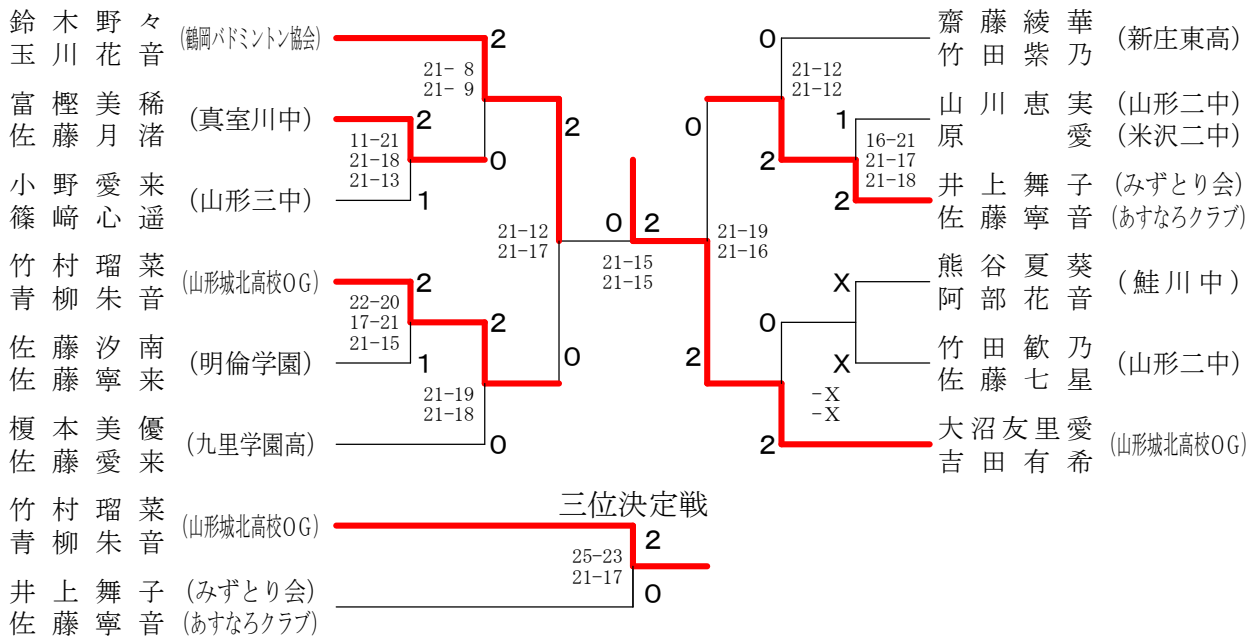 鈴木野々
玉川花音
(鶴岡バドミントン協会)
2
21- 8
21- 9
富樫美稀
佐藤月渚
(真室川中)
2
11-21
21-18
21-13
0
小野愛来
篠﨑心遥
(山形三中)
1
2
21-12
21-17
竹村瑠菜
青柳朱音
(山形城北高校OG)
2
22-20
17-21
21-15
2
佐藤汐南
佐藤寧来
(明倫学園)
1
0
21-19
21-18
榎本美優
佐藤愛来
(九里学園高)
0
0 2
21-15
21-15
齋藤綾華
竹田紫乃
(新庄東高)
0
21-12
21-12
山川恵実
(山形二中)
原愛
(米沢二中)
1
16-21
21-17
21-18
0
2
井上舞子
(みずとり会)
佐藤寧音
(あすなろクラブ)
2
21-19
21-16
熊谷夏葵
阿部花音
(鮭川中)
X
0
竹田歓乃
佐藤七星
(山形二中)
X
2
-X
-X
大沼友里愛
吉田有希
(山形城北高校OG)
2
三位決定戦
竹村瑠菜
青柳朱音
(山形城北高校OG)
2
25-23
21-17
井上舞子
(みずとり会)
佐藤寧音
(あすなろクラブ)
0